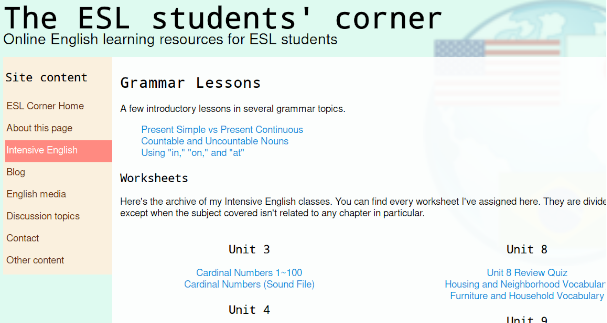 The ESL students' corner
Online English learning resources for ESL students
Site content
ESL Corner Home
About this page
Intensive English
Blog
English media
Discussion topics
Contact
Other content
Grammar Lessons
A few introductory lessons in several grammar topics.
Present Simple vs Present Continuous
Countable and Uncountable Nouns
Using "in," "on," and "at"
Worksheets
Here's the archive of my Intensive English classes. You can find every worksheet I've assigned here. They are divide
except when the subject covered isn't related to any chapter in particular.
Unit 3
Cardinal Numbers 1~100
Cardinal Numbers (Sound File)
Unit 4
Unit 8
Unit 8 Review Quiz
Housing and Neighborhood Vocabular
Furniture and Household Vocabulary
Unit 9